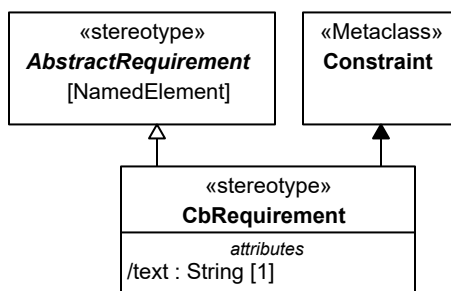 «stereotype»
AbstractRequirement
[NamedElement]
«Metaclass»
Constraint
«stereotype»
CbRequirement
attributes
/text : String [1]